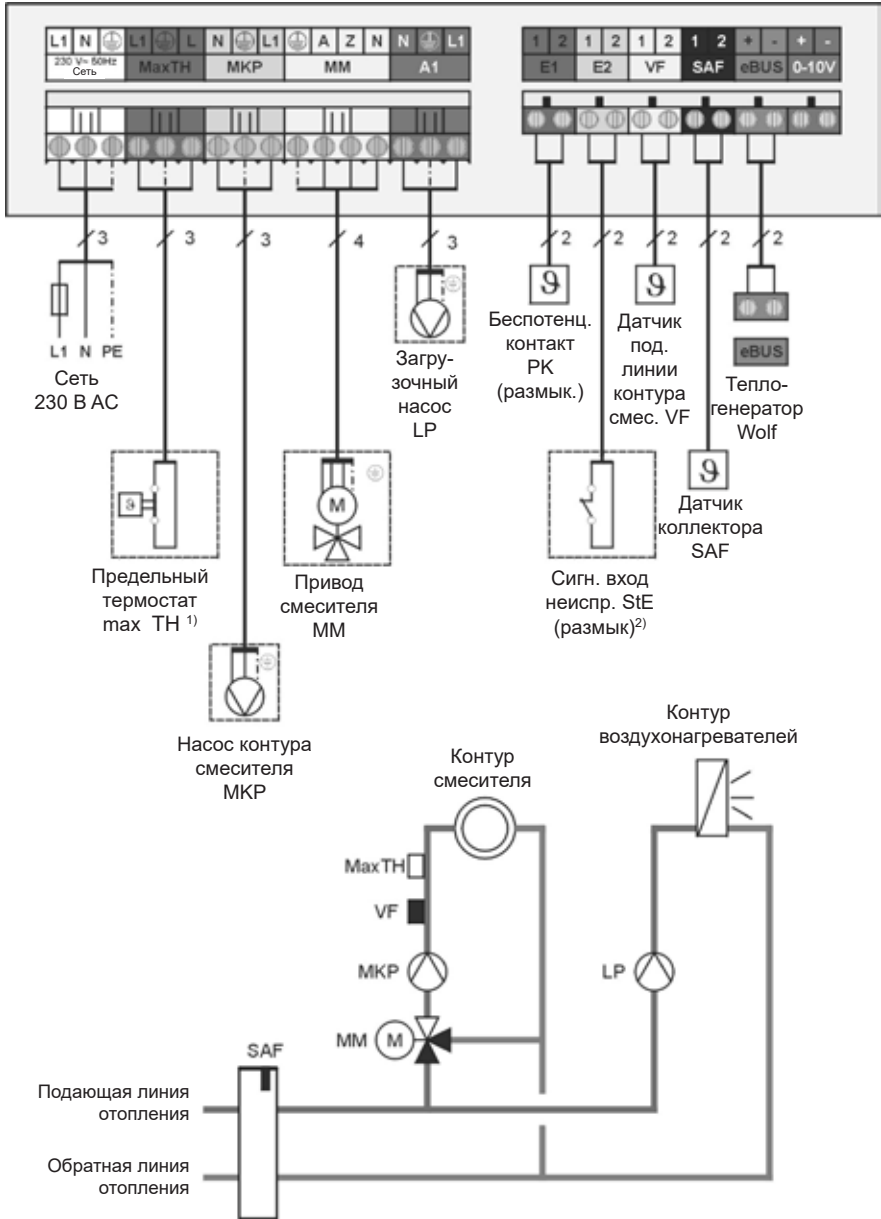 L1 N L1 L N L1 A Z N N L1
230 V~ 50Hz
Сеть
MaxTH MKP MM A1
1 2 1 2 1 2 1 2 + - + -
E1 E2 VF SAF eBUS 0-10V
3 3 3 4 3 2 2 2 2 2
L1 N PE
Сеть
230 В AC
Загру-
зочный
насос
LP
Беспотенц.
контакт
PK
(размык.)
Датчик
под.
линии
контура
смес. VF
eBUS
Тепло-
генератор
Wolf
Датчик
коллектора
SAF
Предельный
термостат
max TH 1)
M
Привод
смесителя
MM
Сигн. вход
неиспр. StE
(размык)2)
Насос контура
смесителя
MKP
Контур
смесителя
Контур
воздухонагревателей
MaxTH
VF
MKP
LP
MM M
SAF
Подающая линия
отопления
Обратная линия
отопления